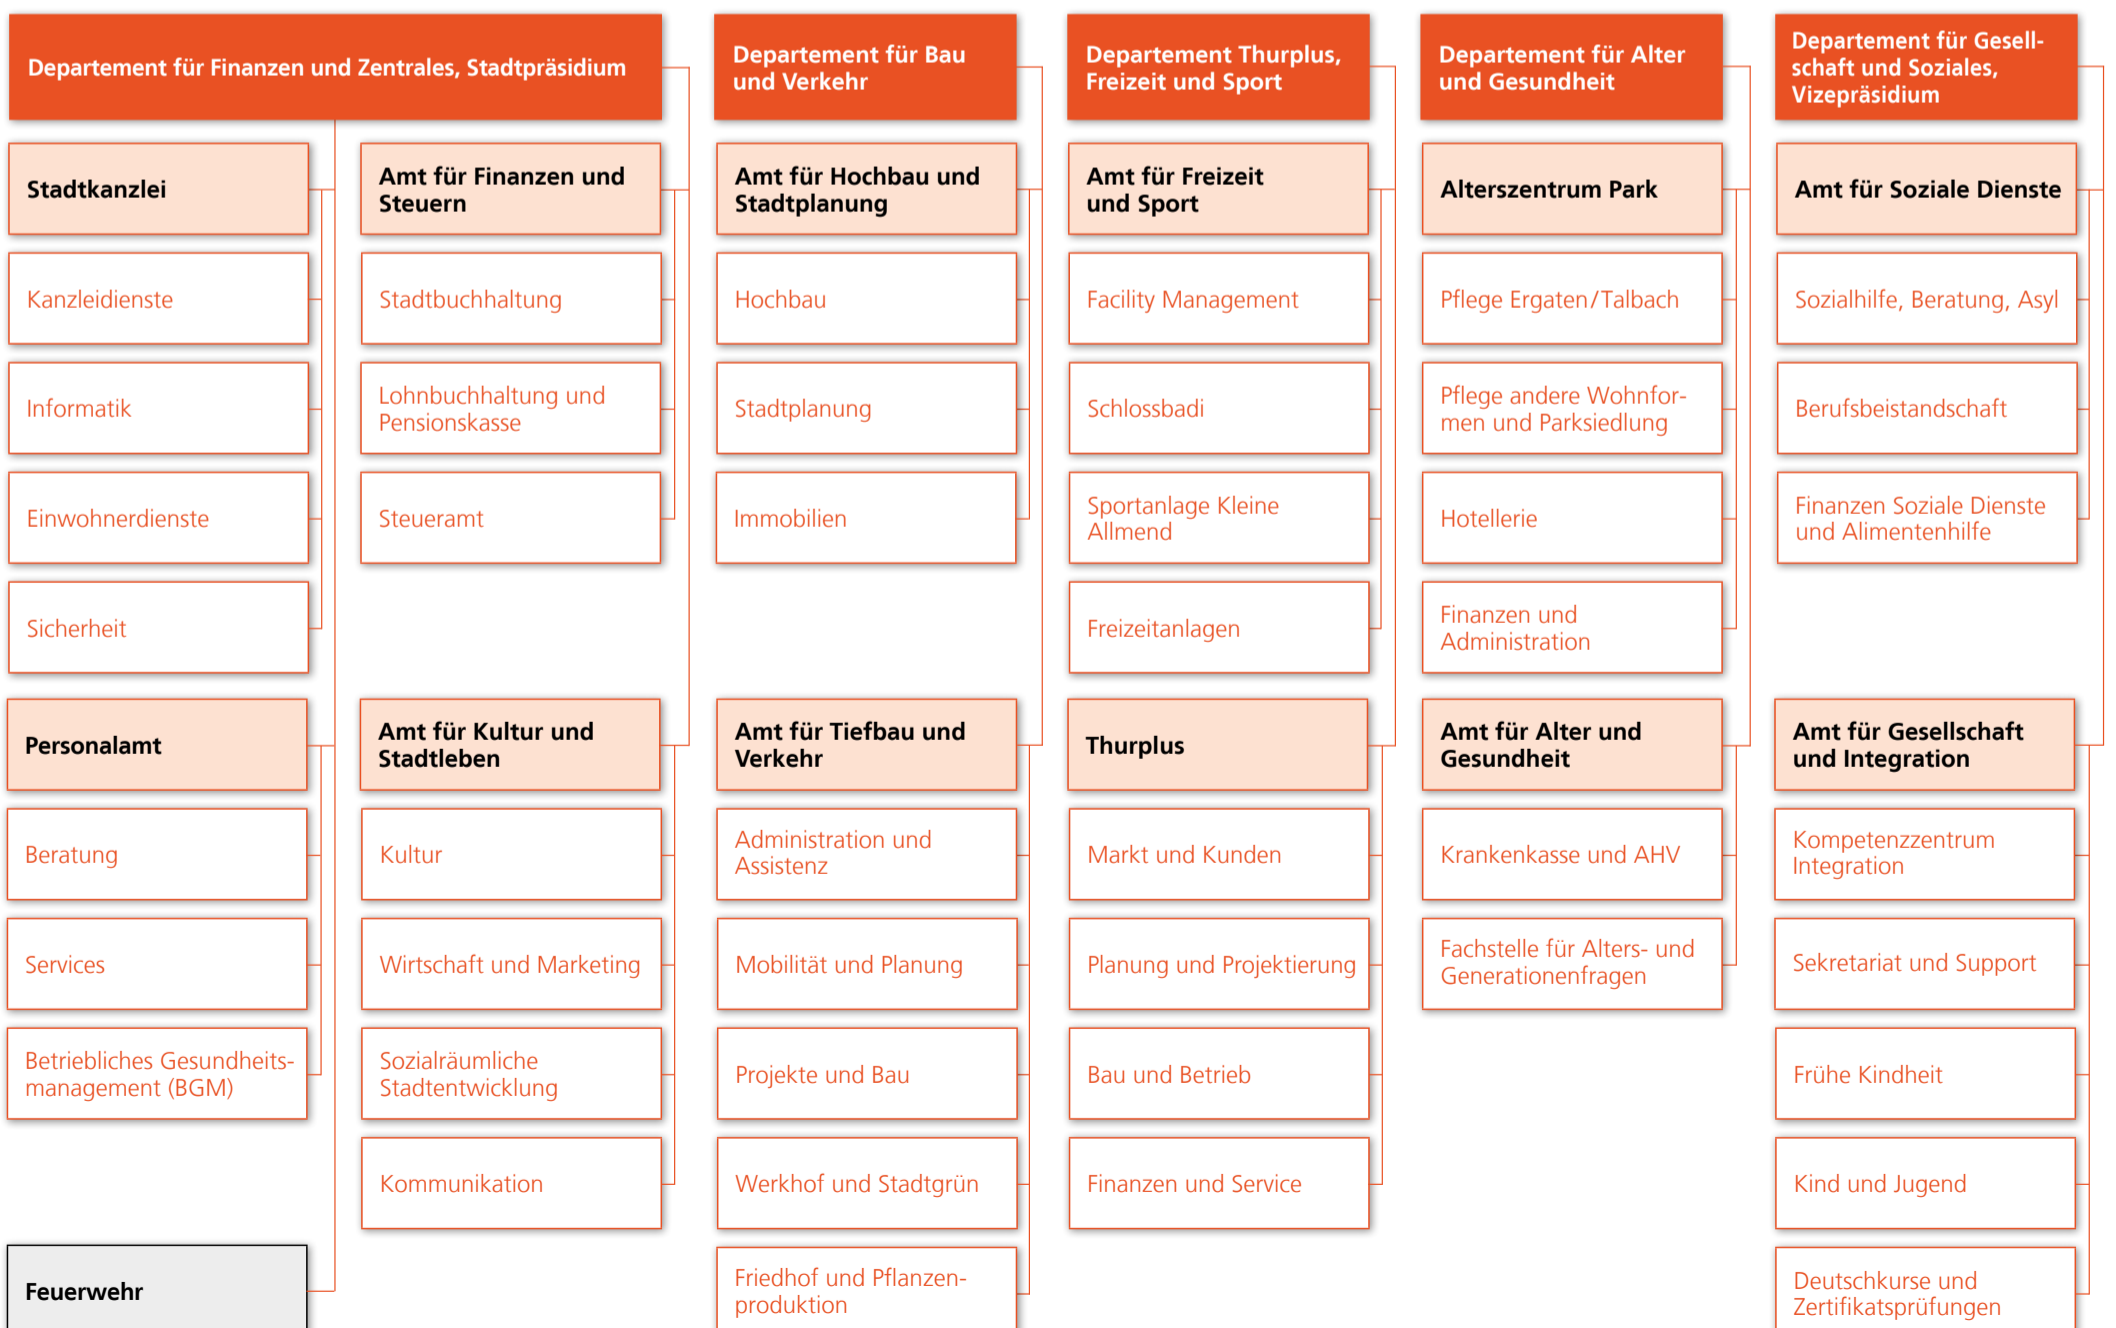 Departement für Finanzen und Zentrales, Stadtpräsidium
Stadtkanzlei
Kanzleidienste
Informatik
Einwohnerdienste
Sicherheit
Personalamt
Beratung
Services
Betriebliches Gesundheits-
management (BGM)
Feuerwehr
Amt für Finanzen und
Steuern
Stadtbuchhaltung
Lohnbuchhaltung und
Pensionskasse
Steueramt
Amt für Kultur und
Stadtleben
Kultur
Wirtschaft und Marketing
Sozialräumliche
Stadtentwicklung
Kommunikation
Departement für Bau
und Verkehr
Amt für Hochbau und
Stadtplanung
Hochbau
Stadtplanung
Immobilien
Amt für Tiefbau und
Verkehr
Administration und
Assistenz
Mobilität und Planung
Projekte und Bau
Werkhof und Stadtgrün
Friedhof und Pflanzen-
produktion
Departement Thurplus,
Freizeit und Sport
Amt für Freizeit
und Sport
Facility Management
Schlossbadi
Sportanlage Kleine
Allmend
Freizeitanlagen
Thurplus
Markt und Kunden
Planung und Projektierung
Bau und Betrieb
Finanzen und Service
Departement für Alter
und Gesundheit
Alterszentrum Park
Pflege Ergaten/Talbach
Pflege andere Wohnfor-
men und Parksiedlung
Hotellerie
Finanzen und
Administration
Amt für Alter und
Gesundheit
Krankenkasse und AHV
Fachstelle für Alters- und
Generationenfragen
Departement für Gesell-
schaft und Soziales,
Vizepräsidium
Amt für Soziale Dienste
Sozialhilfe, Beratung, Asyl
Berufsbeistandschaft
Finanzen Soziale Dienste
und Alimentenhilfe
Amt für Gesellschaft
und Integration
Kompetenzzentrum
Integration
Sekretariat und Support
Frühe Kindheit
Kind und Jugend
Deutschkurse und
Zertifikatsprüfungen